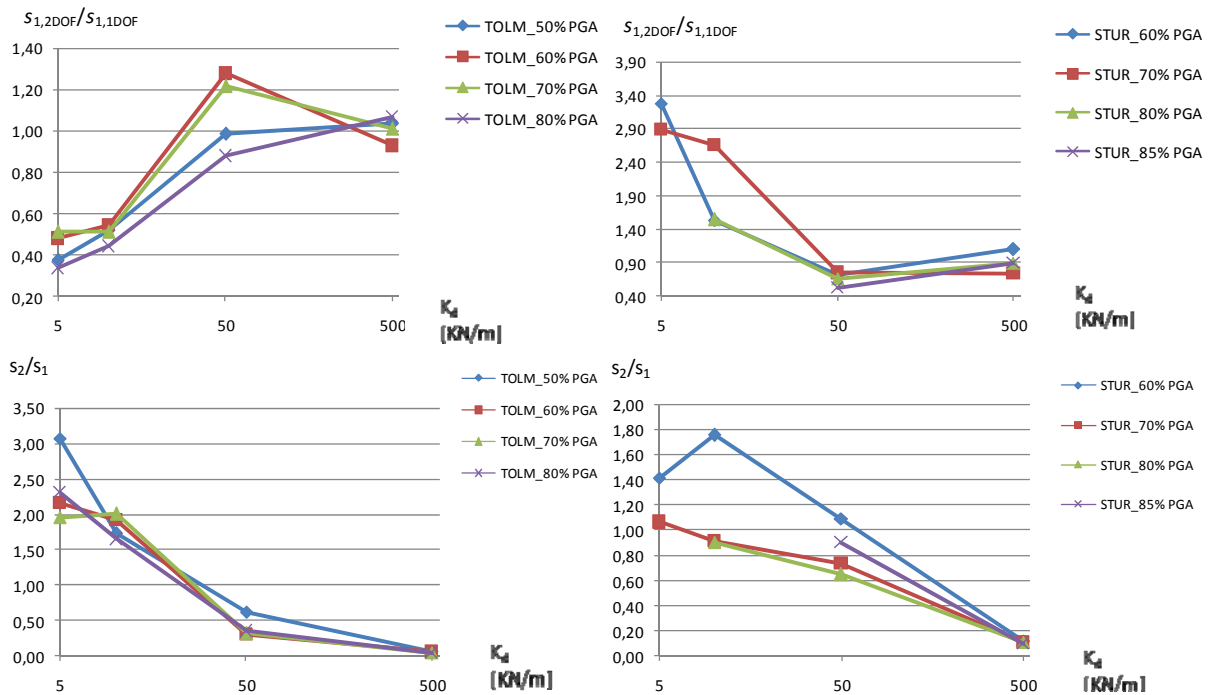 s1,2DOF/s1,1DOF
1,40
1,20
1,00
0,80
0,60
0,40
0,20
5
50
500
Kd
[KN/m]
TOLM_50% PGA
TOLM_60% PGA
TOLM_70% PGA
TOLM_80% PGA
s1,2DOF/s1,1DOF
3,90
3,40
2,90
2,40
1,90
1,40
0,90
0,40
5
50
500
Kd
[KN/m]
STUR_60% PGA
STUR_70% PGA
STUR_80% PGA
STUR_85% PGA
s2/s1
3,50
3,00
2,50
2,00
1,50
1,00
0,50
0,00
5
50
500
Kd
[KN/m]
TOLM_50% PGA
TOLM_60% PGA
TOLM_70% PGA
TOLM_80% PGA
s2/s1
2,00
1,80
1,60
1,40
1,20
1,00
0,80
0,60
0,40
0,20
0,00
5
50
500
Kd
[KN/m]
STUR_60% PGA
STUR_70% PGA
STUR_80% PGA
STUR_85% PGA